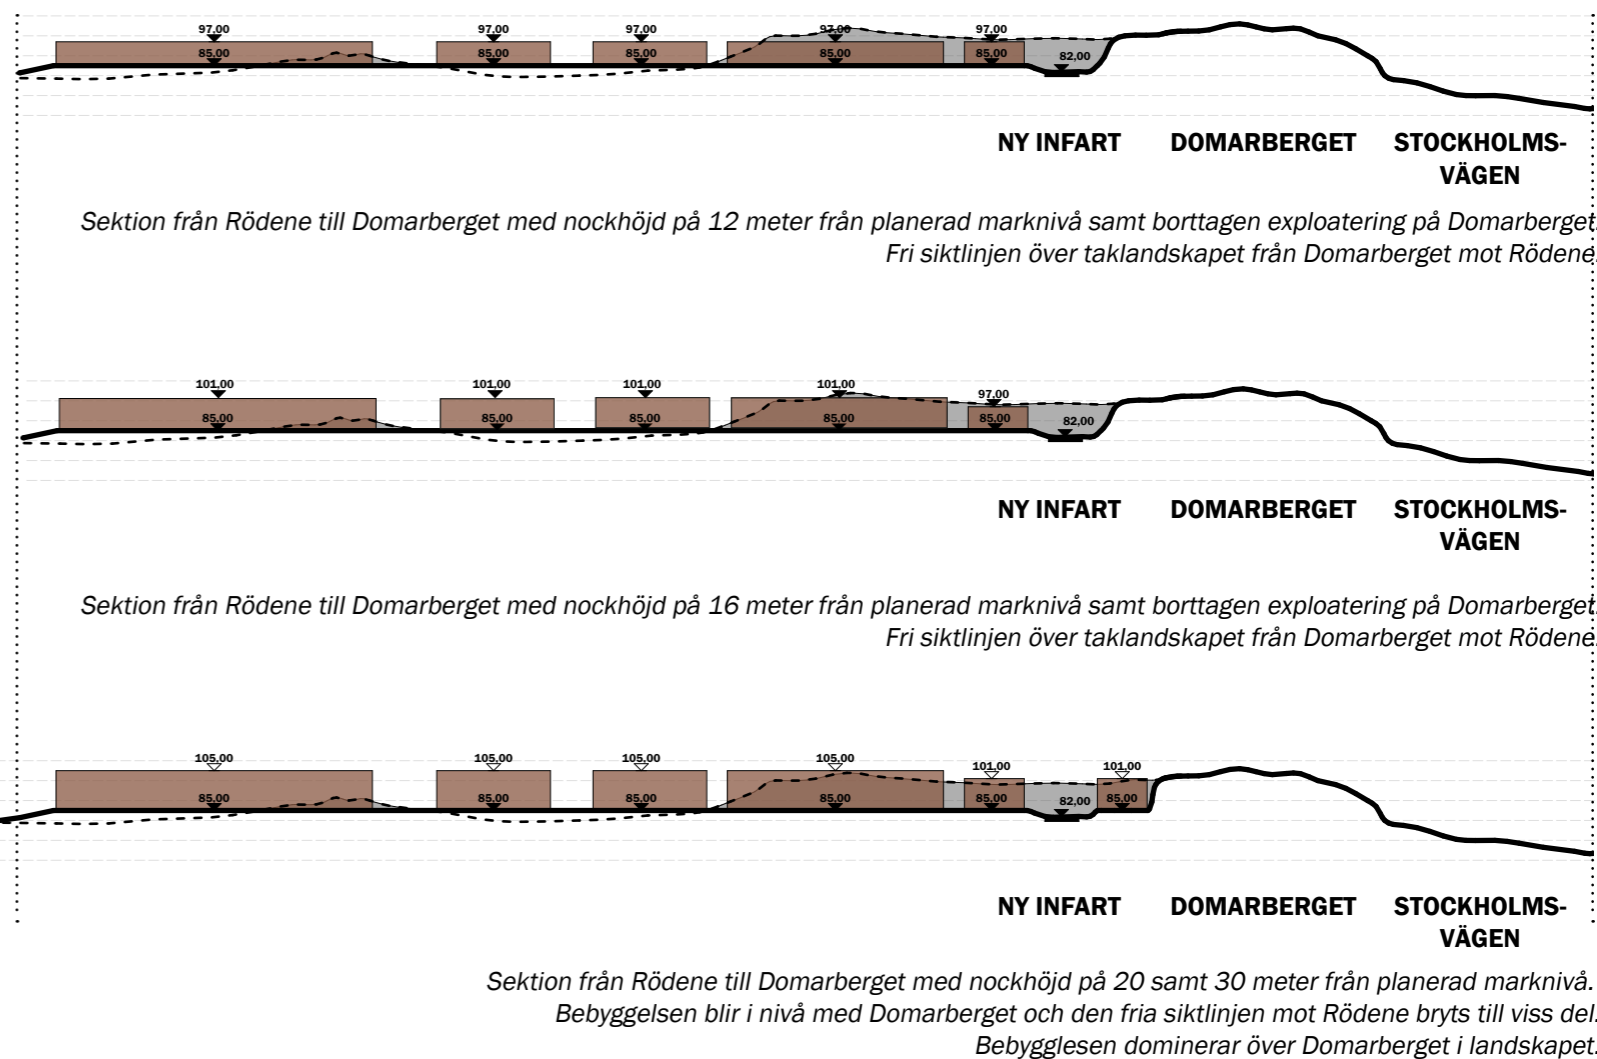 97,00 97,00 97,00 97,00 97,00
85,00 85,00 85,00 85,00 85,00 82,00
NY INFART DOMARBERGET STOCKHOLMS-
VÄGEN
Sektion från Rödene till Domarberget med nockhöjd på 12 meter från planerad marknivå samt borttagen exploatering på Domarberget.
Fri siktlinjen över taklandskapet från Domarberget mot Rödene.
101,00 101,00 101,00 101,00 97,00
85,00 85,00 85,00 85,00 85,00 82,00
NY INFART DOMARBERGET STOCKHOLMS-
VÄGEN
Sektion från Rödene till Domarberget med nockhöjd på 16 meter från planerad marknivå samt borttagen exploatering på Domarberget.
Fri siktlinjen över taklandskapet från Domarberget mot Rödene.
105,00 105,00 105,00 105,00 101,00 101,00
85,00 85,00 85,00 85,00 85,00 82,00 85,00
NY INFART DOMARBERGET STOCKHOLMS-
VÄGEN
Sektion från Rödene till Domarberget med nockhöjd på 20 samt 30 meter från planerad marknivå.
Bebyggelsen blir i nivå med Domarberget och den fria siktlinjen mot Rödene bryts till viss del.
Bebygglesen dominerar över Domarberget i landskapet.